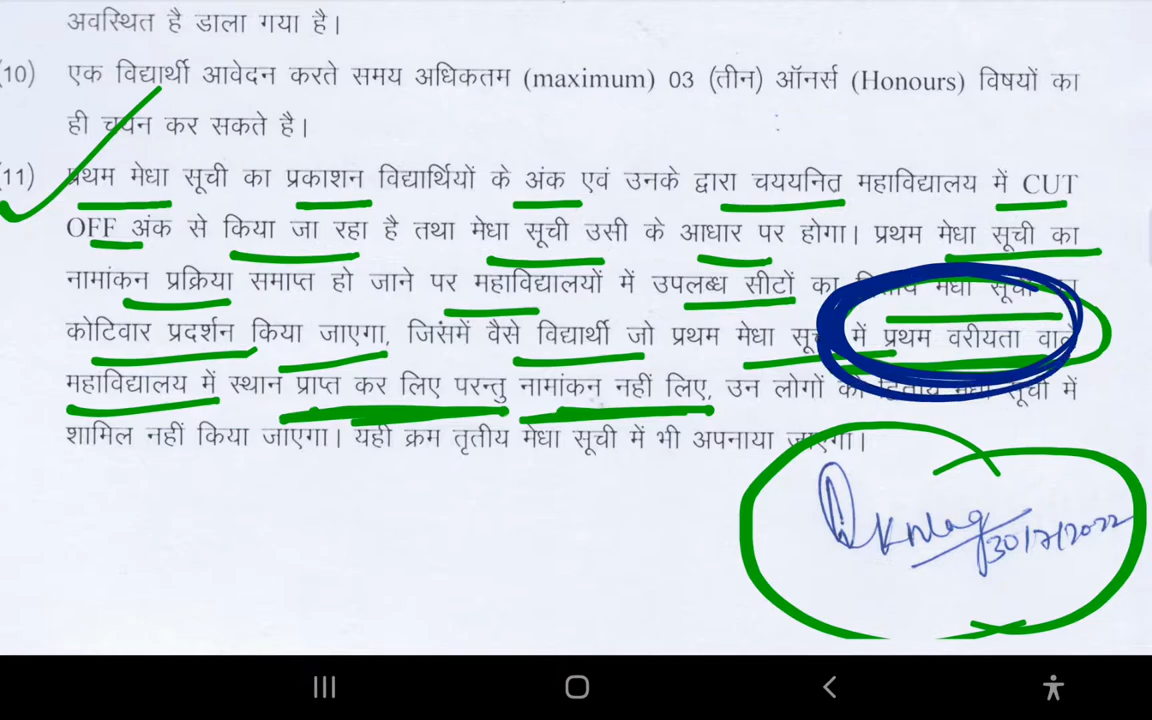 अवस्थित है डाला गया है।
(10) एक विद्यार्थी आवेदन करते समय अधिकतम (maximum) 03 (तीन) ऑनर्स (Honours) विषयों का
ही चयन कर सकते है।
(11) प्रथम मेधा सूची का प्रकाशन विद्यार्थियों के अंक एवं उनके द्वारा चययनित महाविद्यालय में CUT
OFF अंक से किया जा रहा है तथा मेधा सूची उसी के आधार पर होगा। प्रथम मेधा सूची का
नामांकन प्रक्रिया समाप्त हो जाने पर महाविद्यालयों में उपलब्ध सीटों का द्वितीय मेधा सूची का
कोटिवार प्रदर्शन किया जाएगा, जिसमें वैसे विद्यार्थी जो प्रथम मेधा सूची में प्रथम वरीयता वाले
महाविद्यालय में स्थान प्राप्त कर लिए परन्तु नामांकन नहीं लिए, उन लोगों को द्वितीय मेधा सूची में
शामिल नहीं किया जाएगा। यही क्रम तृतीय मेधा सूची में भी अपनाया जाएगा।
30/7/2022